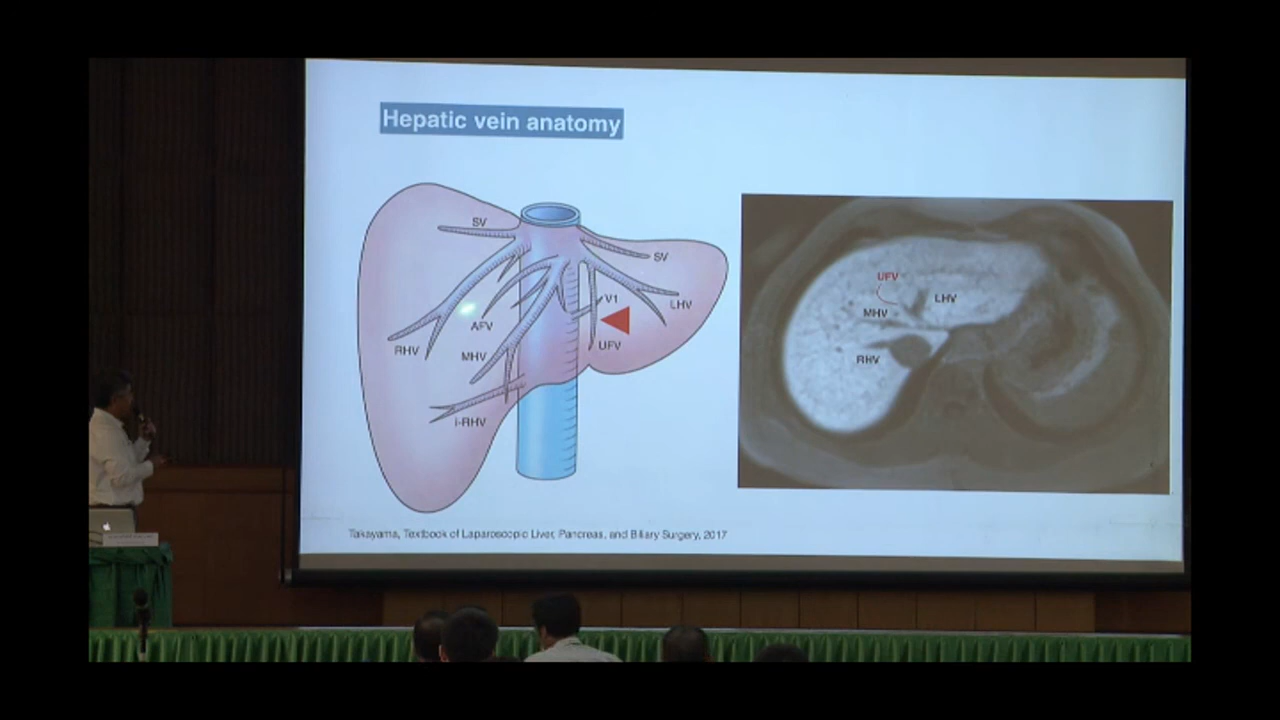 Hepatic vein anatomy
SV
SV
V1
LHV
AFV
UFV
RHV
MHV
i-RHV
UFV
LHV
MHV
RHV
Takayama, Textbook of Laparoscopic Liver, Pancreas, and Biliary Surgery, 2017